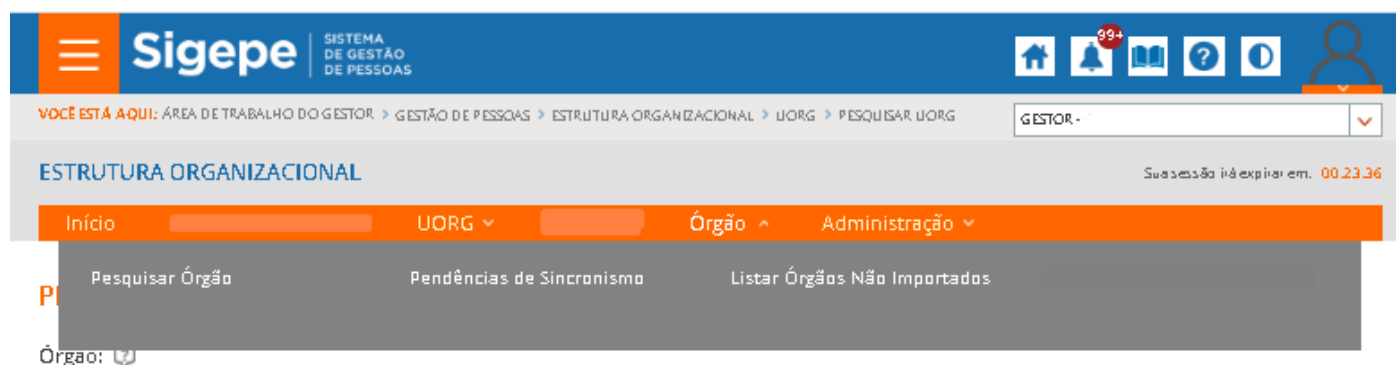 Sigepe SISTEMA
DE GESTÃO
DE PESSOAS
99+
VOCÊ ESTÁ AQUI: ÁREA DE TRABALHO DO GESTOR > GESTÃO DE PESSOAS > ESTRUTURA ORGANIZACIONAL > UORG > PESQUISAR UORG
GESTOR -
ESTRUTURA ORGANIZACIONAL
Sua sessão irá expirar em. 00.23.36
Início UORG Órgão Administração
Pesquisar Órgão Pendências de Sincronismo Listar Órgãos Não Importados
Órgão: